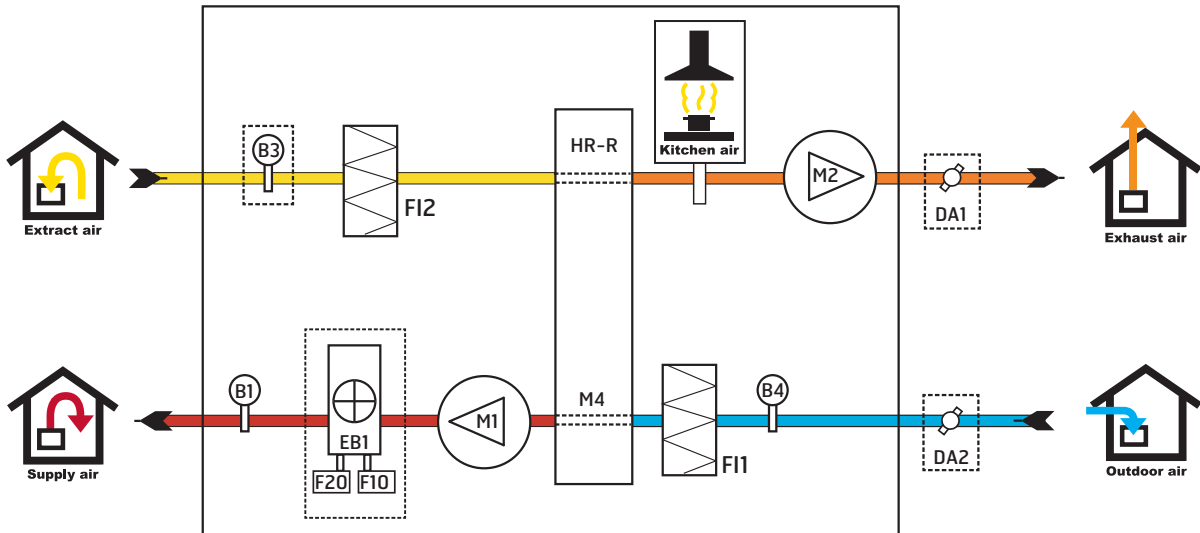 HR-R
Kitchen air
B3
M2
FI2
DA1
Extract air
Exhaust air
B1
M4
B4
M1
EB1
DA2
FI1
F20
F10
Supply air
Outdoor air